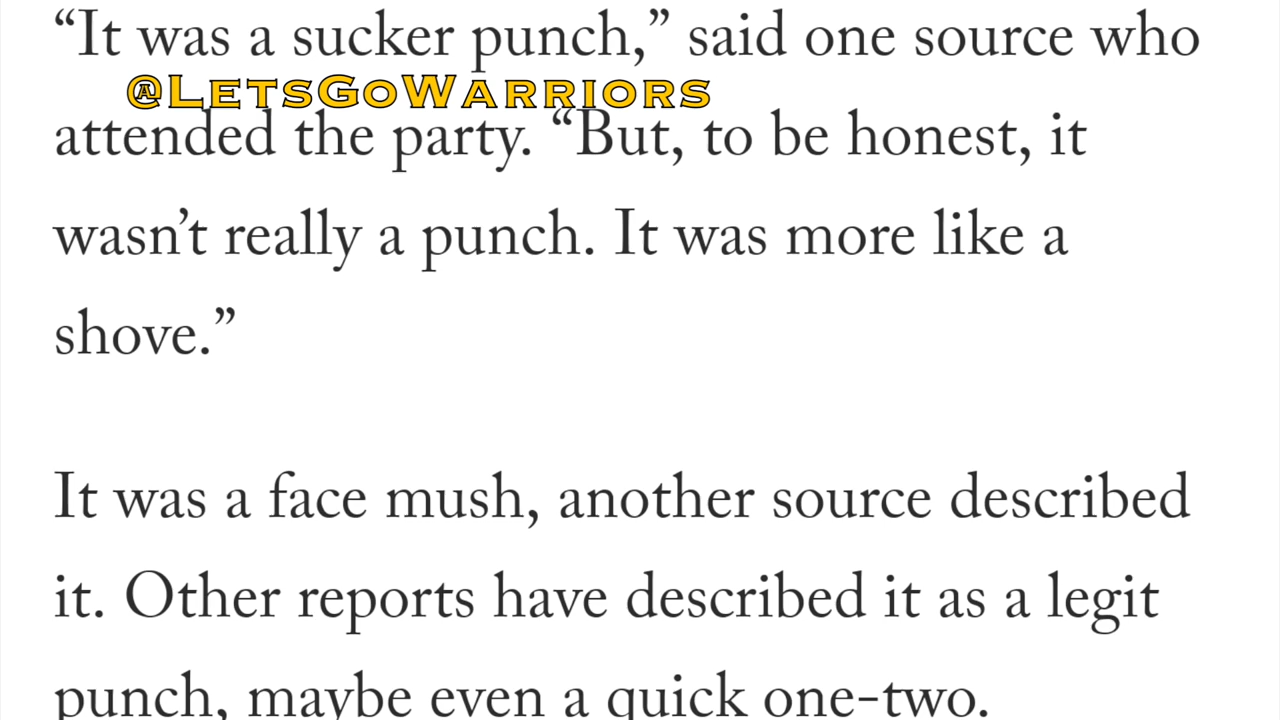 “It was a sucker punch,” said one source who
@LetsGoWarriors
attended the party. “But, to be honest, it
wasn’t really a punch. It was more like a
shove.”
It was a face mush, another source described
it. Other reports have described it as a legit
punch, maybe even a quick one-two.